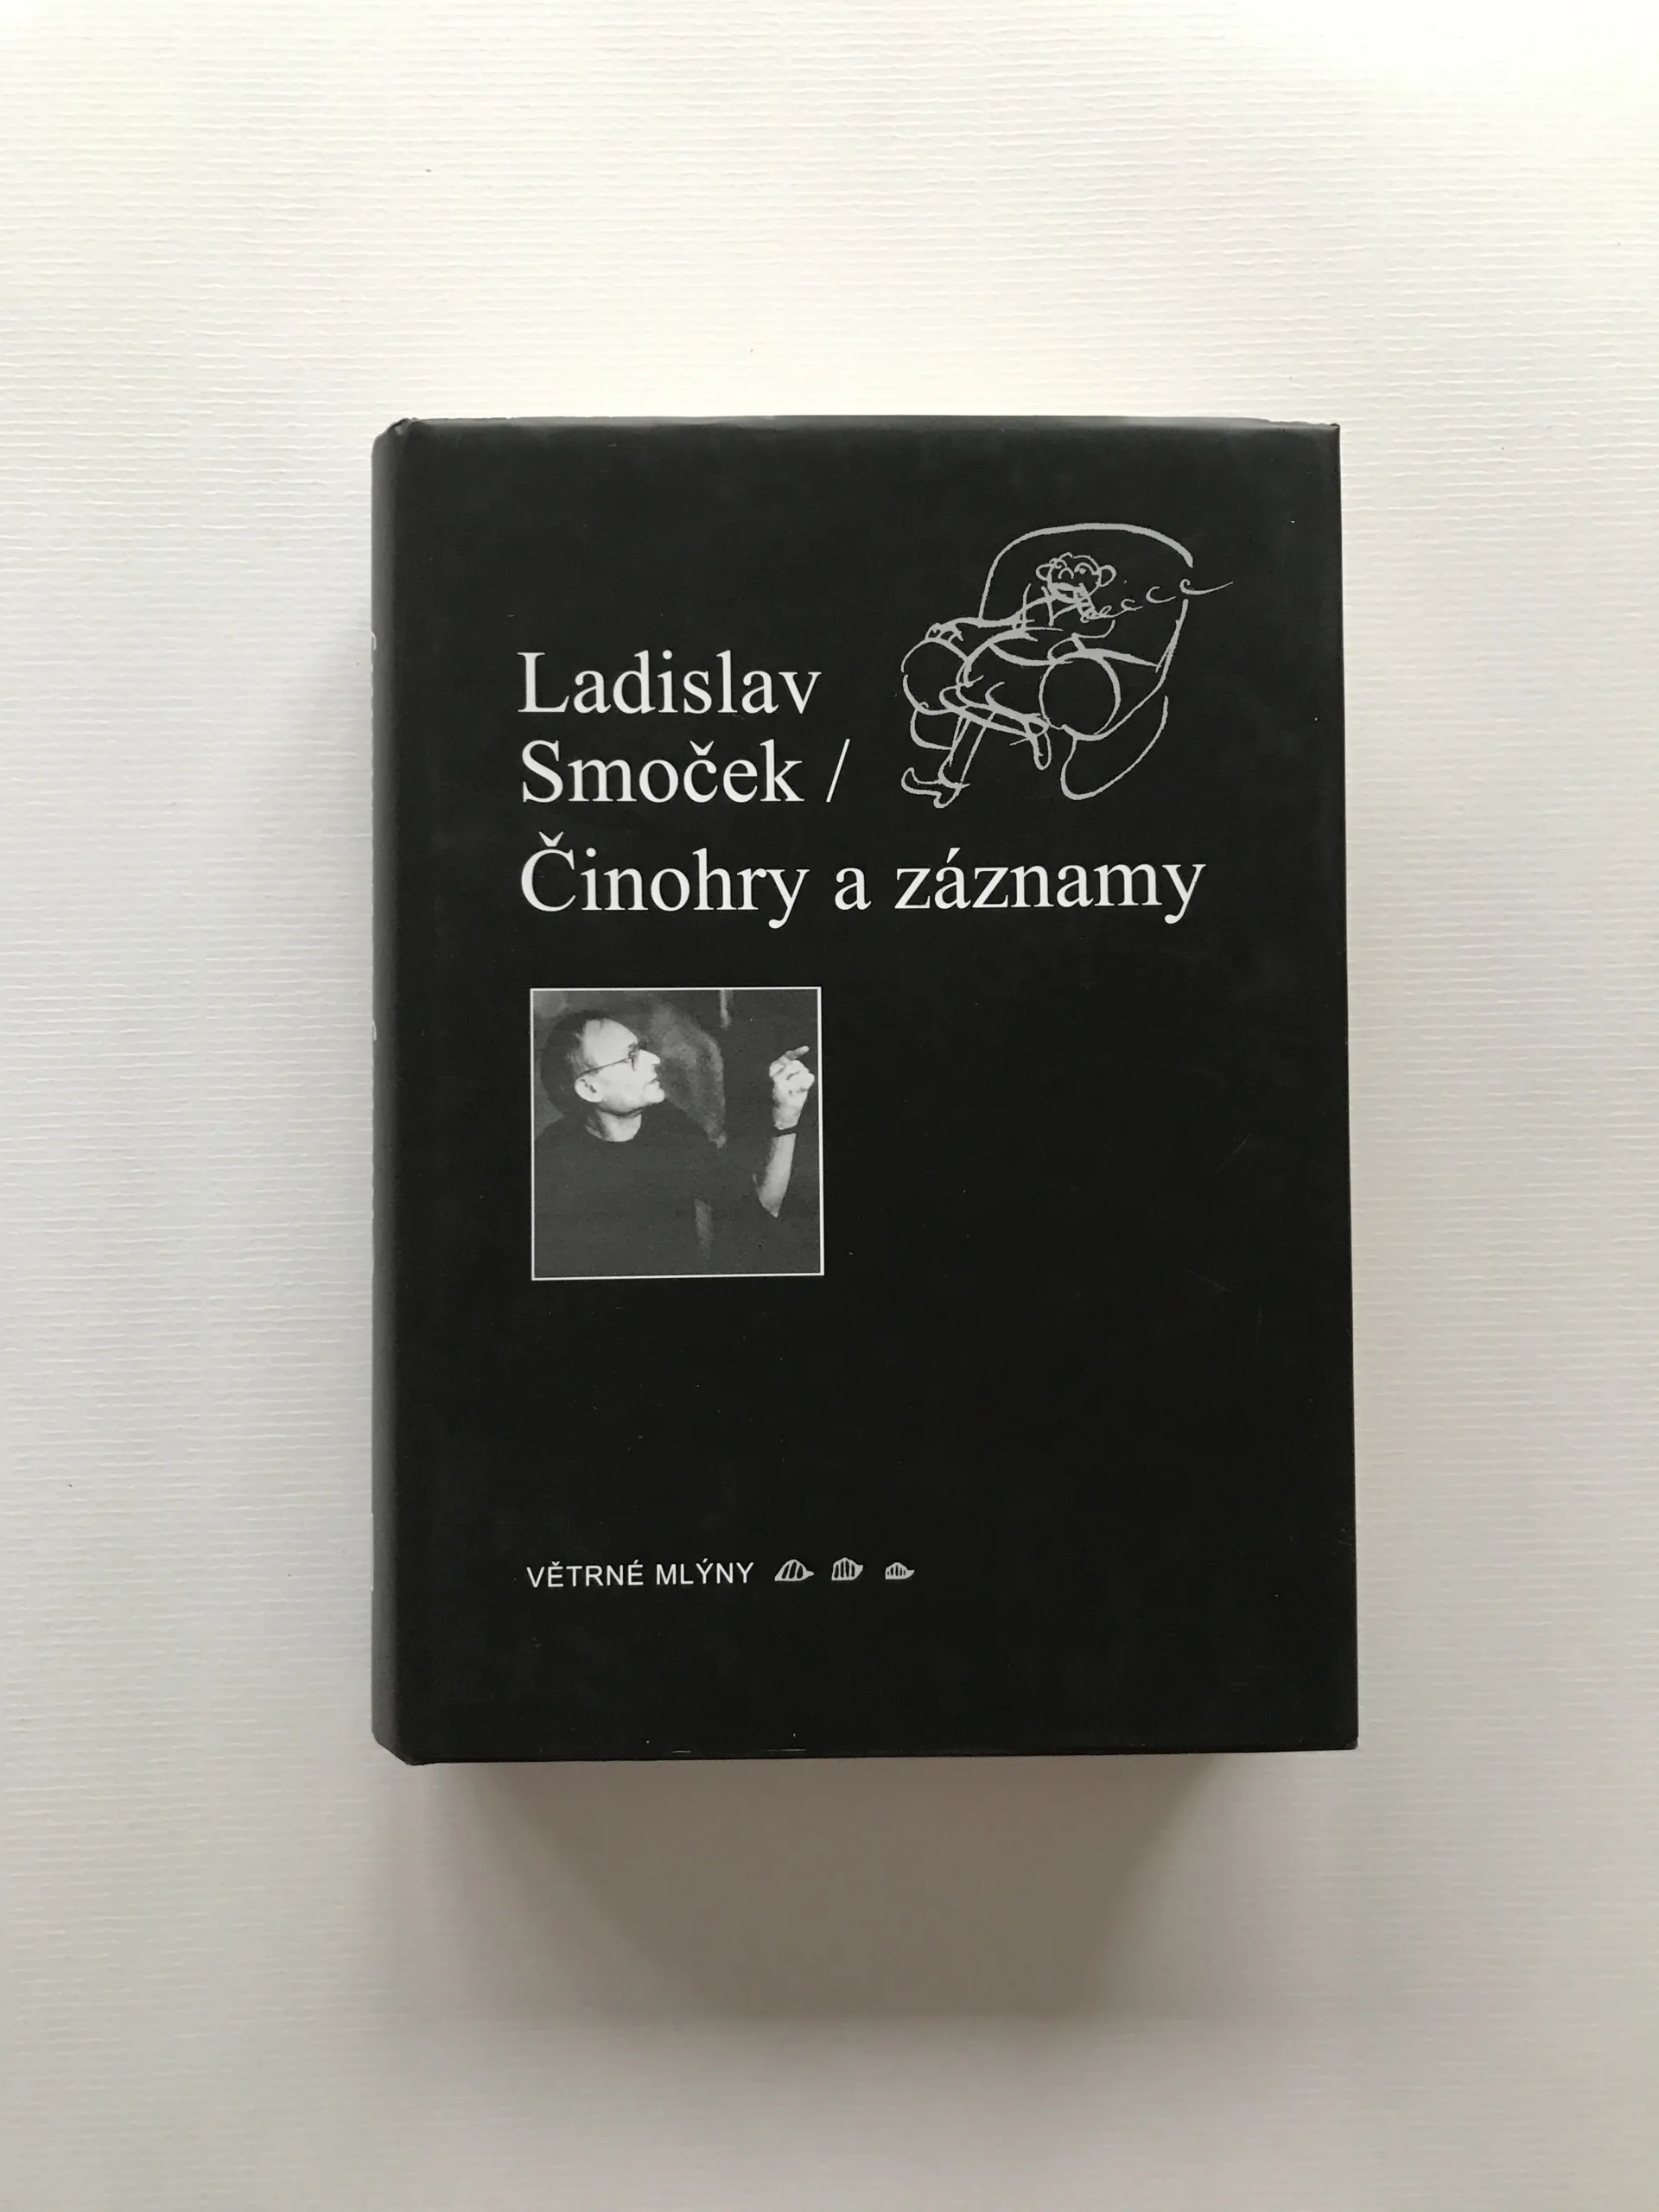 Ladislav
Smoček /
Činohry a záznamy
VĚTRNÉ MLÝNY